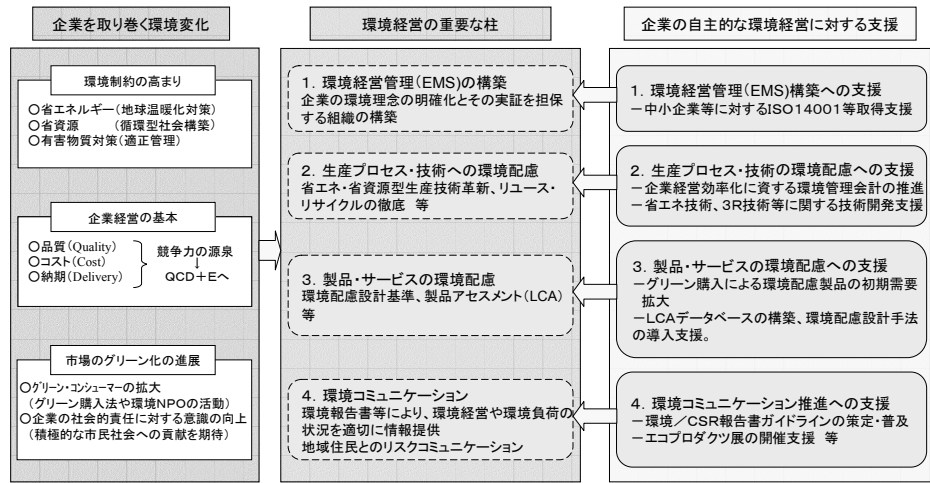 企業を取り巻く環境変化
環境制約の高まり
○省エネルギー(地球温暖化対策)
○省資源　　(循環型社会構築)
○有害物質対策(適正管理)
企業経営の基本
○品質(Quality)
○コスト(Cost)
○納期(Delivery)
競争力の源泉
↓
QCD+Eへ
市場のグリーン化の進展
○グリーン・コンシューマーの拡大
(グリーン購入法や環境NPOの活動)
○企業の社会的責任に対する意識の向上
(積極的な市民社会への貢献を期待)
環境経営の重要な柱
1．環境経営管理(EMS)の構築
企業の環境理念の明確化とその実証を担保
する組織の構築
2．生産プロセス・技術への環境配慮
省エネ・省資源型生産技術革新、リユース・
リサイクルの徹底　等
3．製品・サービスの環境配慮
環境配慮設計基準、製品アセスメント(LCA)
等
4．環境コミュニケーション
環境報告書等により、環境経営や環境負荷の
状況を適切に情報提供
地域住民とのリスクコミュニケーション
企業の自主的な環境経営に対する支援
1．環境経営管理(EMS)構築への支援
－中小企業等に対するISO14001等取得支援
2．生産プロセス・技術の環境配慮への支援
－企業経営効率化に資する環境管理会計の推進
－省エネ技術、3R技術等に関する技術開発支援
3．製品・サービスの環境配慮への支援
－グリーン購入による環境配慮製品の初期需要
拡大
－LCAデータベースの構築、環境配慮設計手法
の導入支援。
4．環境コミュニケーション推進への支援
－環境／CSR報告書ガイドラインの策定・普及
－エコプロダクツ展の開催支援　等